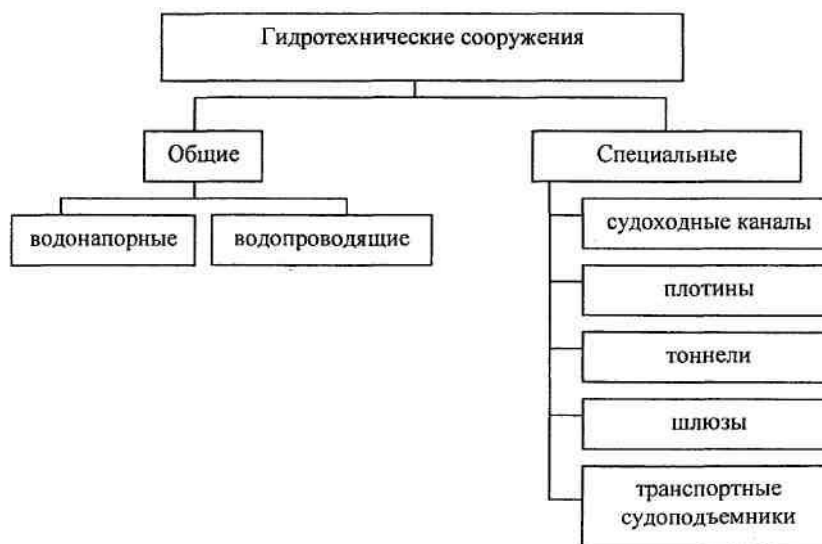 Гидротехнические сооружения
Общие
Специальные
водонапорные
водопроводящие
судоходные каналы
плотины
тоннели
шлюзы
транспортные
судоподъемники